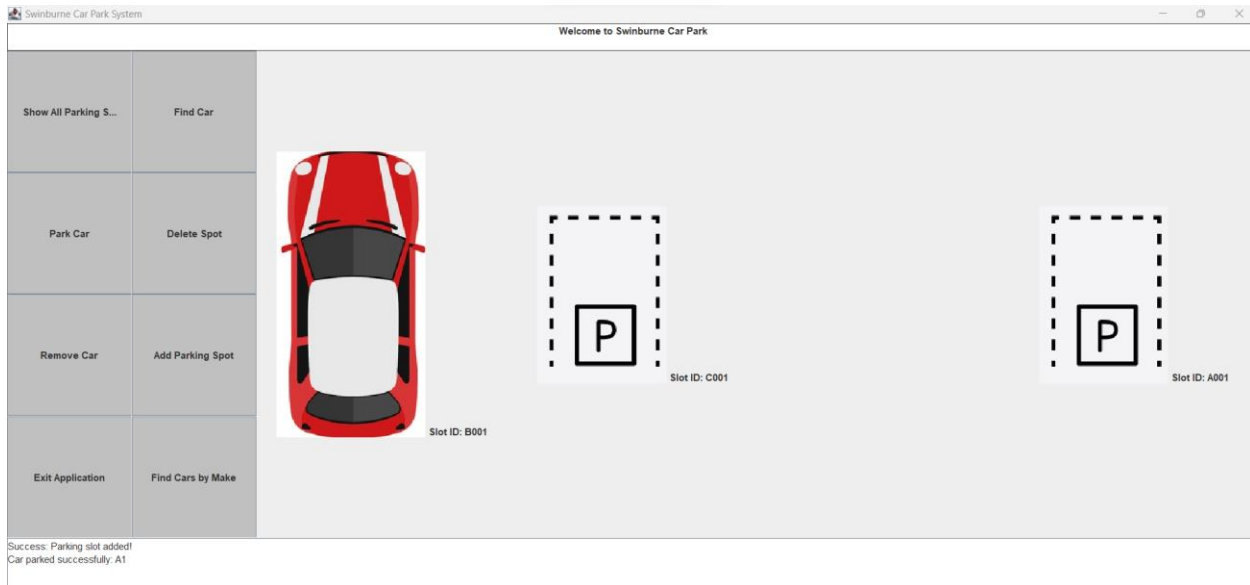 Swinburne Car Park System
Welcome to Swinburne Car Park
Show All Parking S...
Find Car
Park Car
Delete Spot
Remove Car
Add Parking Spot
Exit Application
Find Cars by Make
Slot ID: B001
P
Slot ID: C001
P
Slot ID: A001
Success: Parking slot added!
Car parked successfully: A1